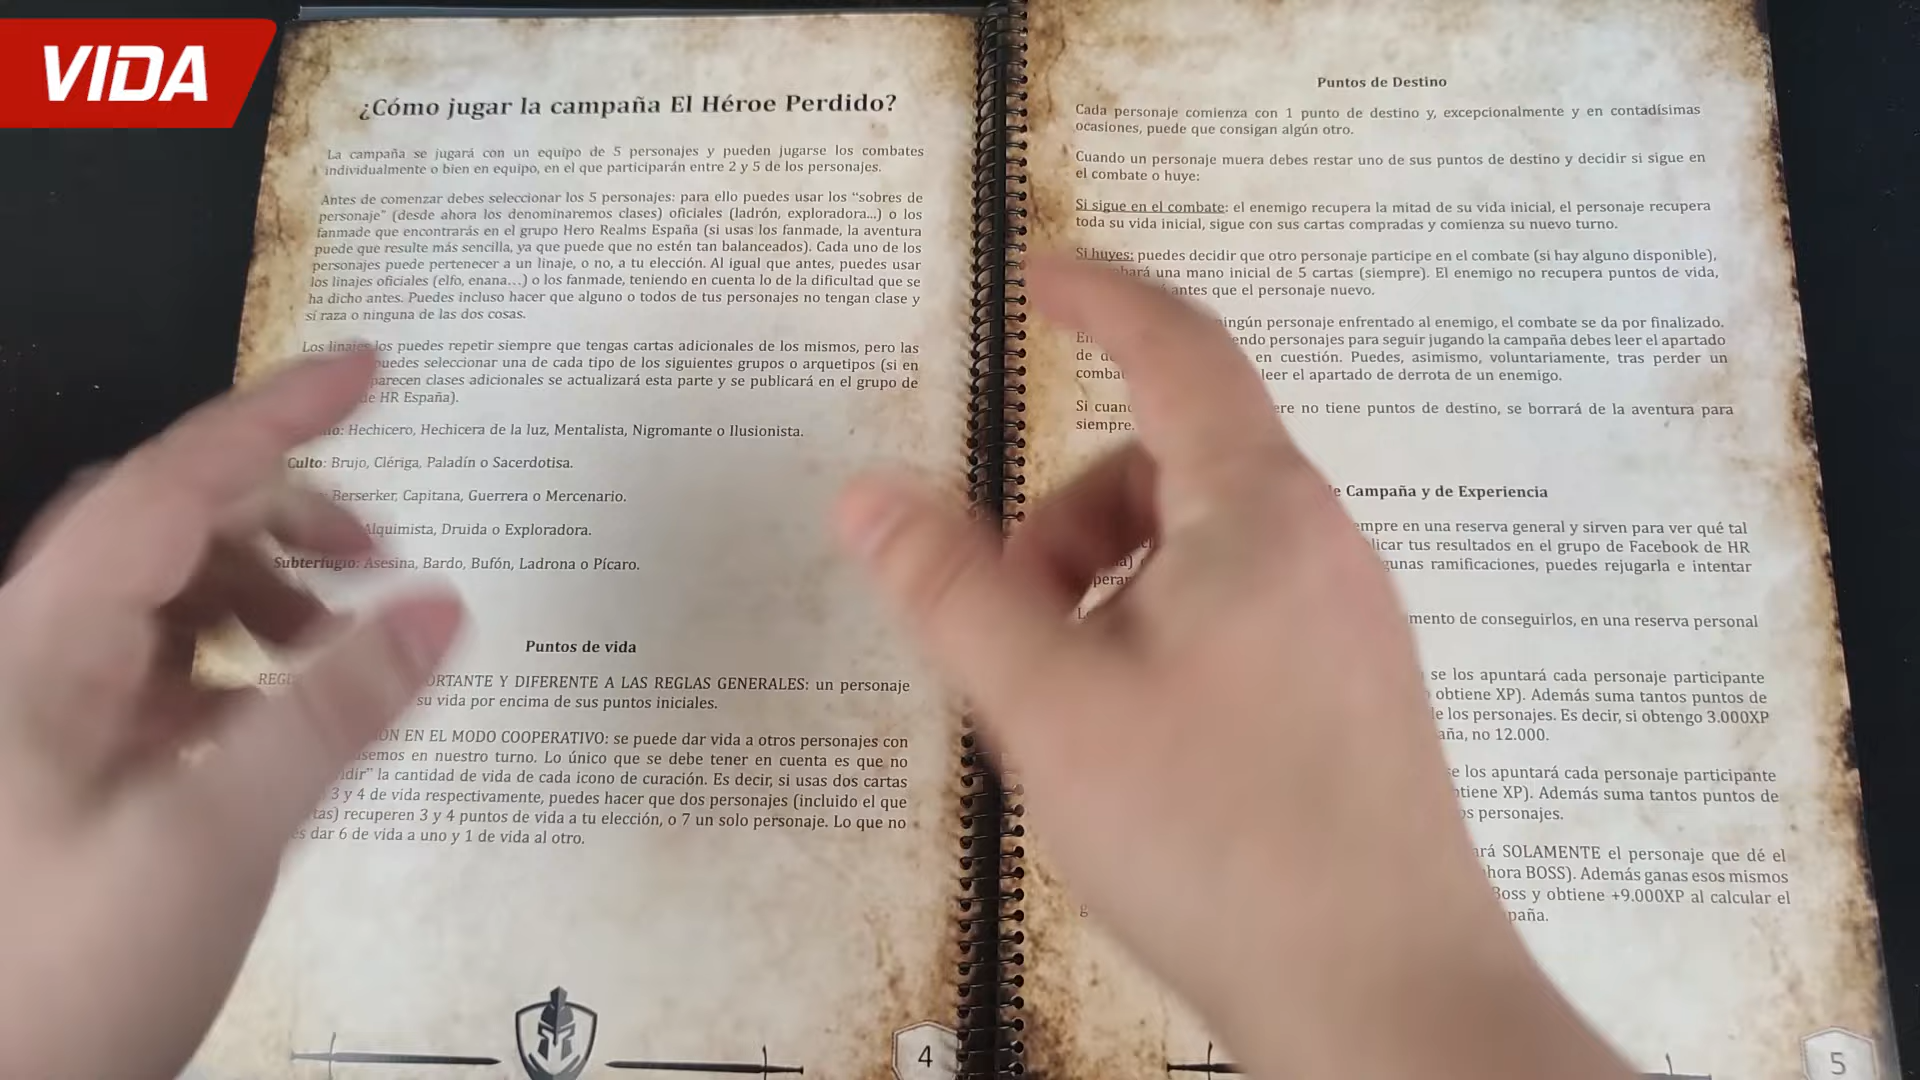 VIDA
¿Cómo jugar la campaña El Héroe Perdido?
La campaña se jugará con un equipo de 5 personajes y pueden jugarse los combates
individualmente o bien en equipo, en el que participarán entre 2 y 5 de los personajes.
Antes de comenzar debes seleccionar los 5 personajes: para ello puedes usar los “sobres de
personaje” (desde ahora los denominaremos clases) oficiales (ladrón, exploradora...) o los
fanmade que encontrarás en el grupo Hero Realms España (si usas los fanmade, la aventura
puede que resulte más sencilla, ya que puede que no estén tan balanceados). Cada uno de los
personajes puede pertenecer a un linaje, o no, a tu elección. Al igual que antes, puedes usar
los linajes oficiales (elfo, enana…) o los fanmade, teniendo en cuenta lo de la dificultad que se
ha dicho antes. Puedes incluso hacer que alguno o todos de tus personajes no tengan clase y
sí raza o ninguna de las dos cosas.
Los linajes los puedes repetir siempre que tengas cartas adicionales de los mismos, pero las
puedes seleccionar una de cada tipo de los siguientes grupos o arquetipos (si en
parecen clases adicionales se actualizará esta parte y se publicará en el grupo de
de HR España).
Hechicero, Hechicera de la luz, Mentalista, Nigromante o Ilusionista.
Culto: Brujo, Clériga, Paladín o Sacerdotisa.
Berserker, Capitana, Guerrera o Mercenario.
Alquimista, Druida o Exploradora.
Subterfugio: Asesina, Bardo, Bufón, Ladrona o Pícaro.
Puntos de vida
Y DIFERENTE A LAS REGLAS GENERALES: un personaje
su vida por encima de sus puntos iniciales.
EN EL MODO COOPERATIVO: se puede dar vida a otros personajes con
en nuestro turno. Lo único que se debe tener en cuenta es que no
la cantidad de vida de cada icono de curación. Es decir, si usas dos cartas
3 y 4 de vida respectivamente, puedes hacer que dos personajes (incluido el que
recuperen 3 y 4 puntos de vida a tu elección, o 7 un solo personaje. Lo que no
dar 6 de vida a uno y 1 de vida al otro.
4
Puntos de Destino
Cada personaje comienza con 1 punto de destino y, excepcionalmente y en contadísimas
ocasiones, puede que consigan algún otro.
Cuando un personaje muera debes restar uno de sus puntos de destino y decidir si sigue en
el combate o huye:
Si sigue en el combate: el enemigo recupera la mitad de su vida inicial, el personaje recupera
toda su vida inicial, sigue con sus cartas compradas y comienza su nuevo turno.
Si huyes: puedes decidir que otro personaje participe en el combate (si hay alguno disponible),
una mano inicial de 5 cartas (siempre). El enemigo no recupera puntos de vida,
antes que el personaje nuevo.
ningún personaje enfrentado al enemigo, el combate se da por finalizado.
personajes para seguir jugando la campaña debes leer el apartado
de en cuestión. Puedes, asimismo, voluntariamente, tras perder un
leer el apartado de derrota de un enemigo.
Si no tiene puntos de destino, se borrará de la aventura para
siempre.
Campaña y de Experiencia
en una reserva general y sirven para ver qué tal
tus resultados en el grupo de Facebook de HR
ramificaciones, puedes rejugarla e intentar
de conseguirlos, en una reserva personal
se los apuntará cada personaje participante
obtiene XP). Además suma tantos puntos de
los personajes. Es decir, si obtengo 3.000XP
no 12.000.
los apuntará cada personaje participante
XP). Además suma tantos puntos de
personajes.
SOLAMENTE el personaje que dé el
BOSS). Además ganas esos mismos
Boss y obtiene +9.000XP al calcular el
5